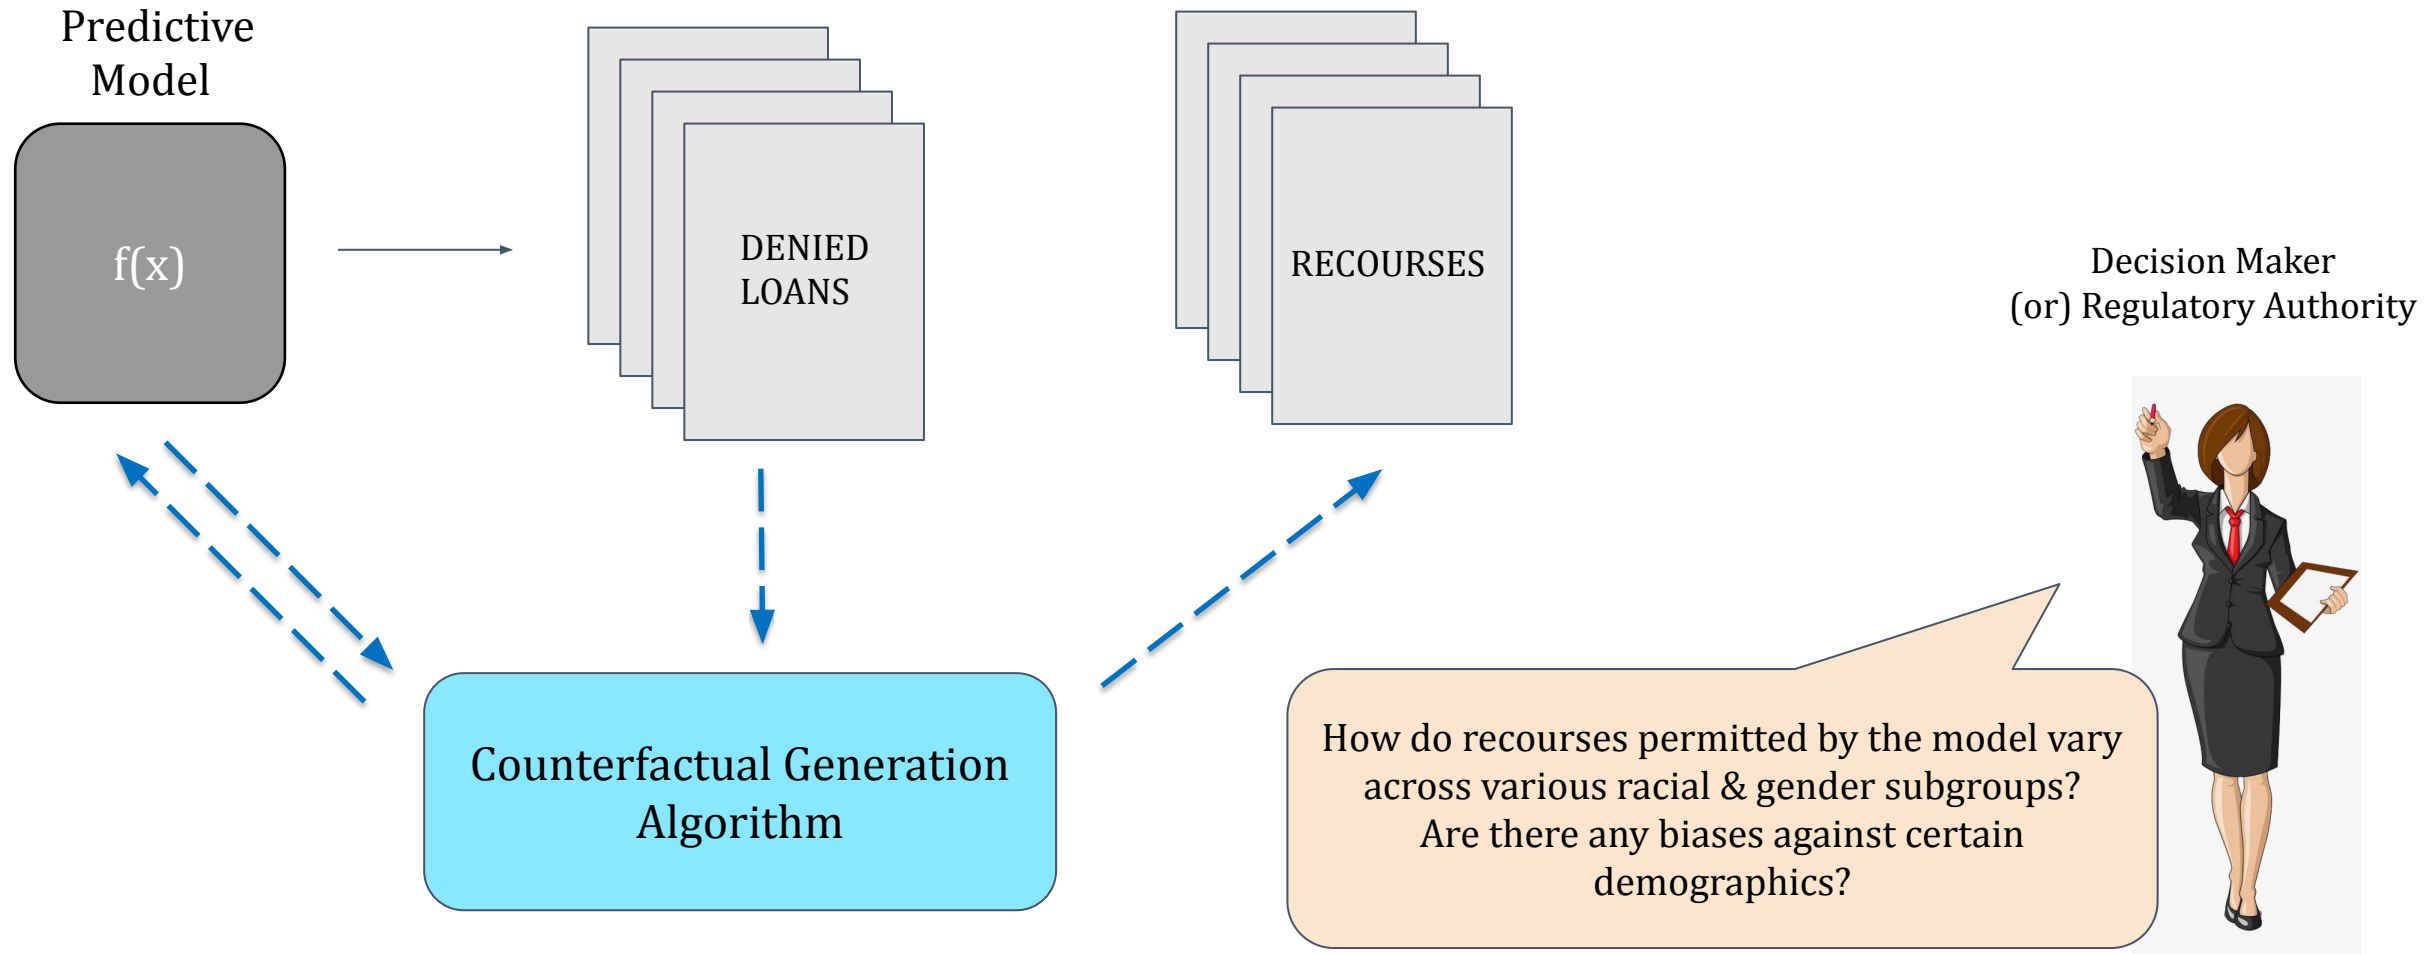 Predictive
Model
f(x)
DENIED
LOANS
RECOURSES
Decision Maker
(or) Regulatory Authority
Counterfactual Generation
Algorithm
How do recourses permitted by the model vary
across various racial & gender subgroups?
Are there any biases against certain
demographics?